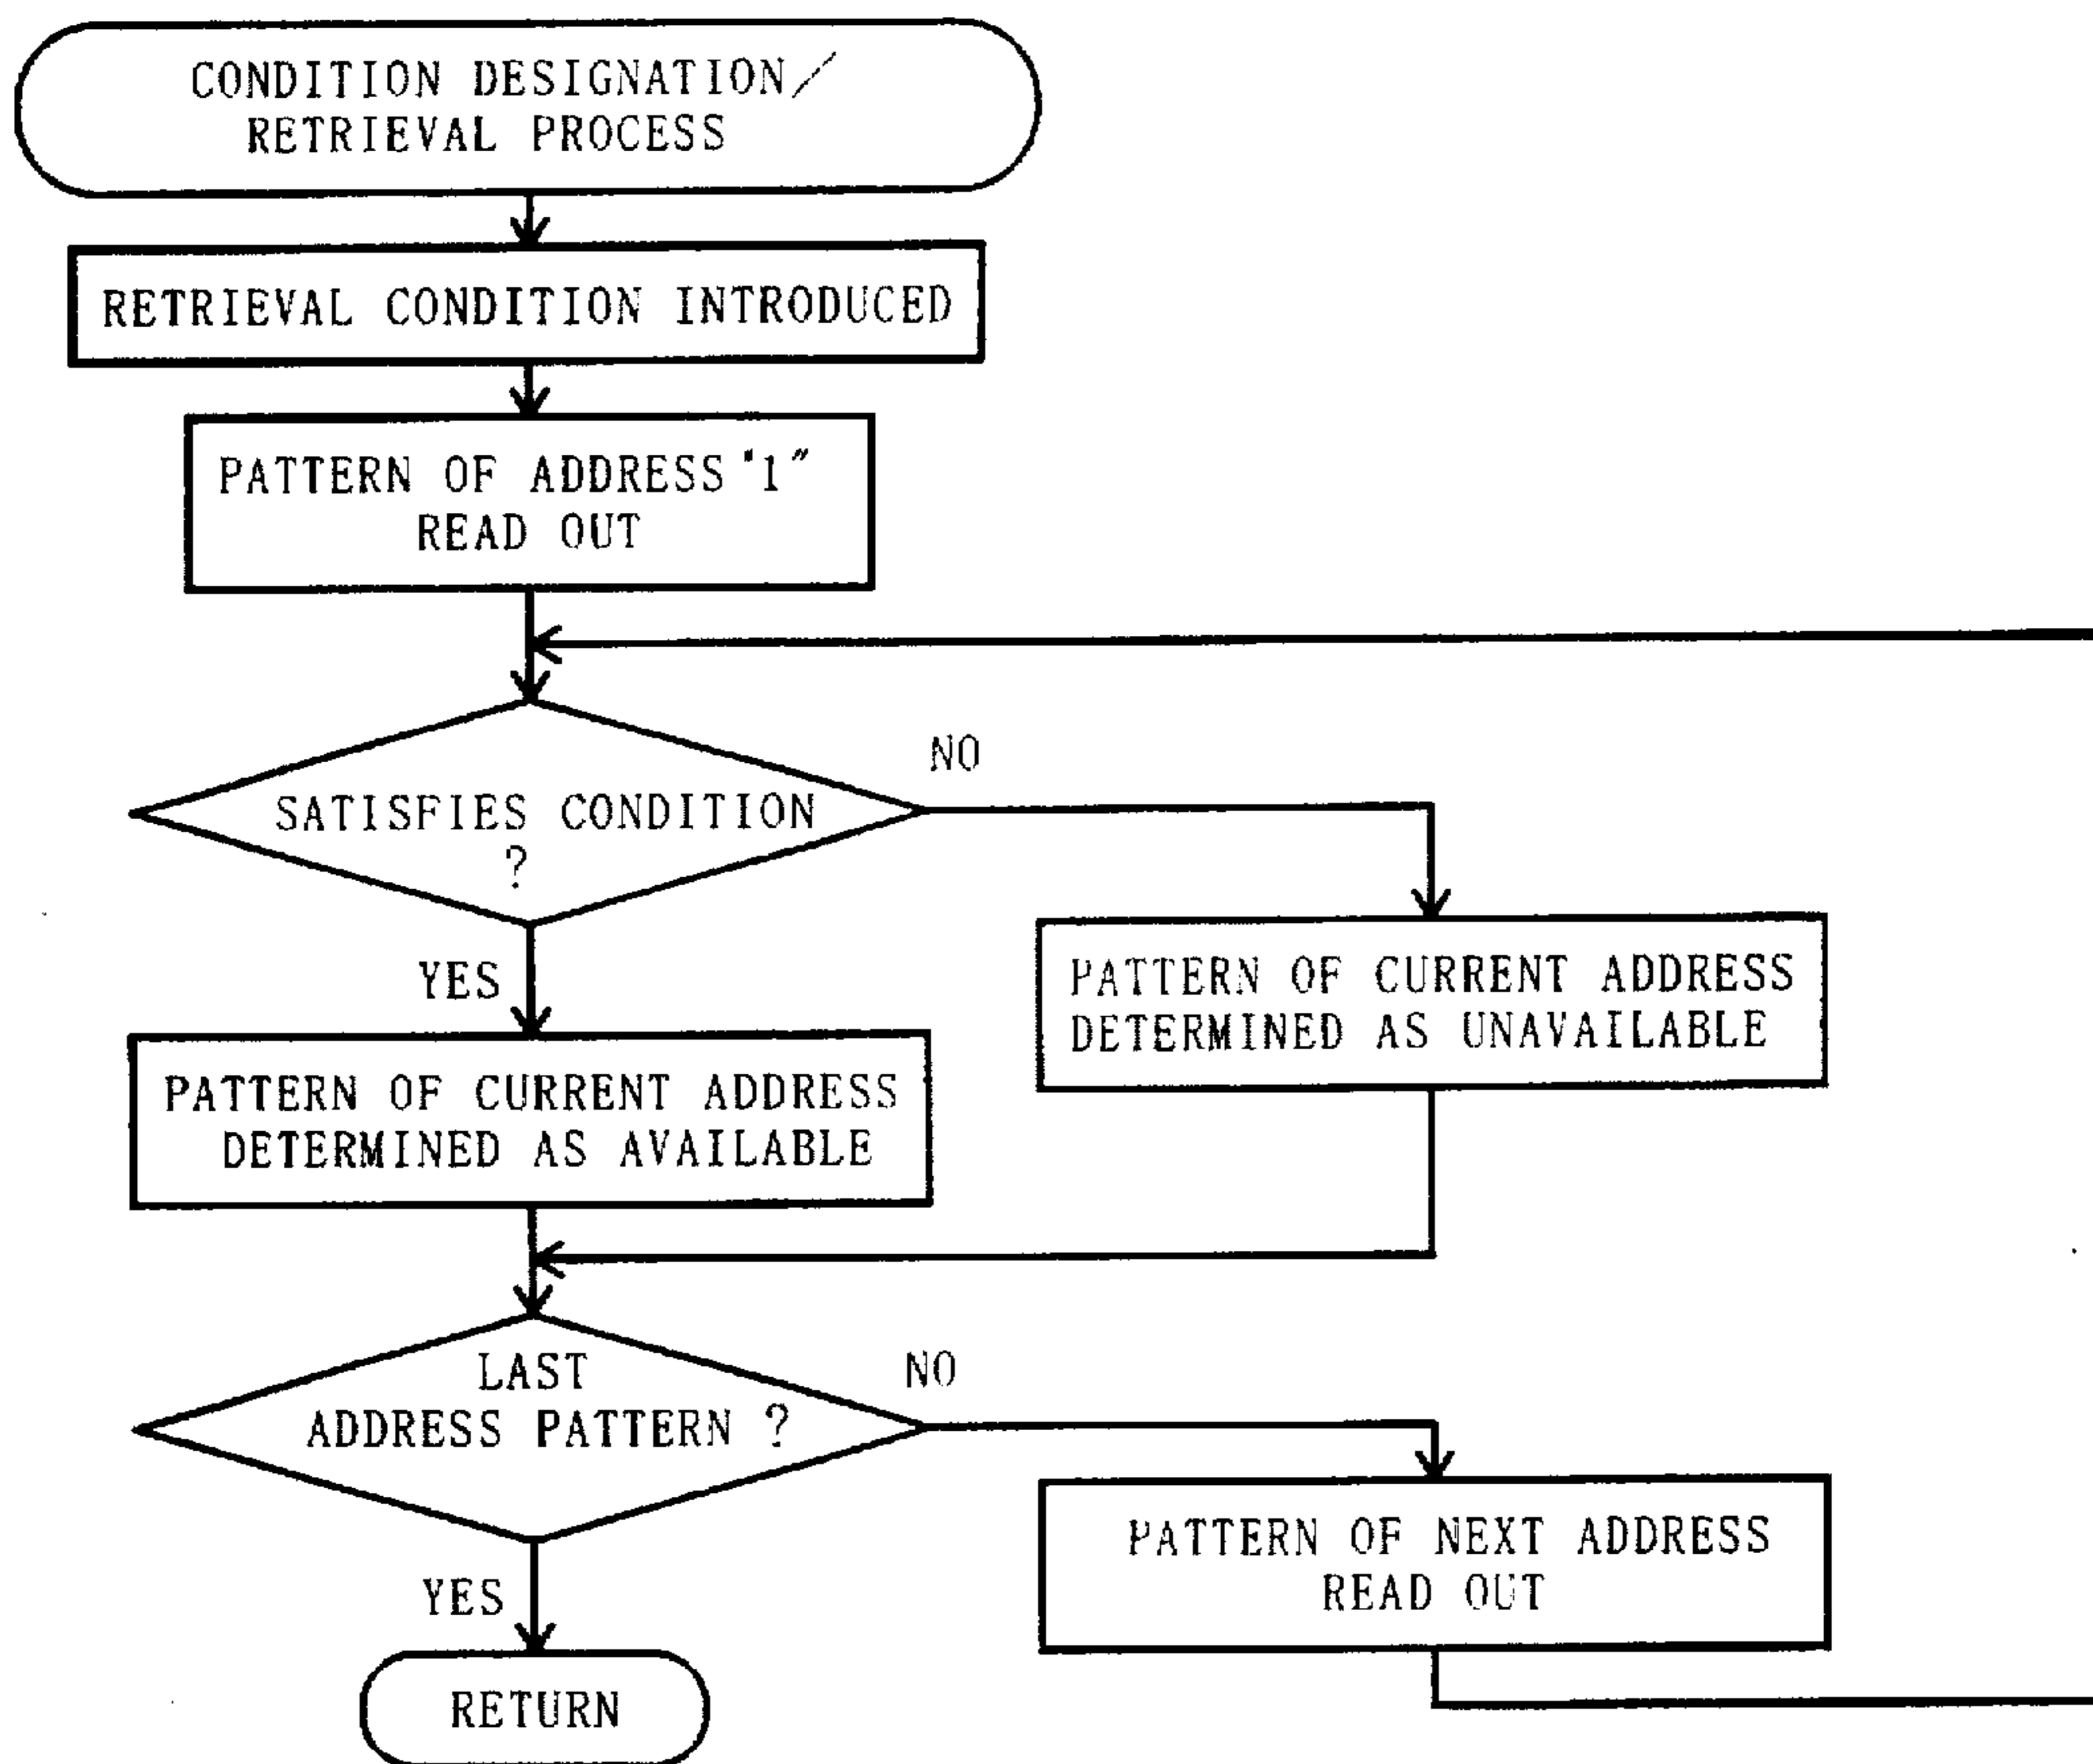 CONDITION DESIGNATION/
RETRIEVAL PROCESS
RETRIEVAL CONDITION INTRODUCED
PATTERN OF ADDRESS "1"
READ OUT
SATISFIES CONDITION
?
NO
YES
PATTERN OF CURRENT ADDRESS
DETERMINED AS UNAVAILABLE
PATTERN OF CURRENT ADDRESS
DETERMINED AS AVAILABLE
LAST
ADDRESS PATTERN ?
NO
YES
PATTERN OF NEXT ADDRESS
READ OUT
RETURN